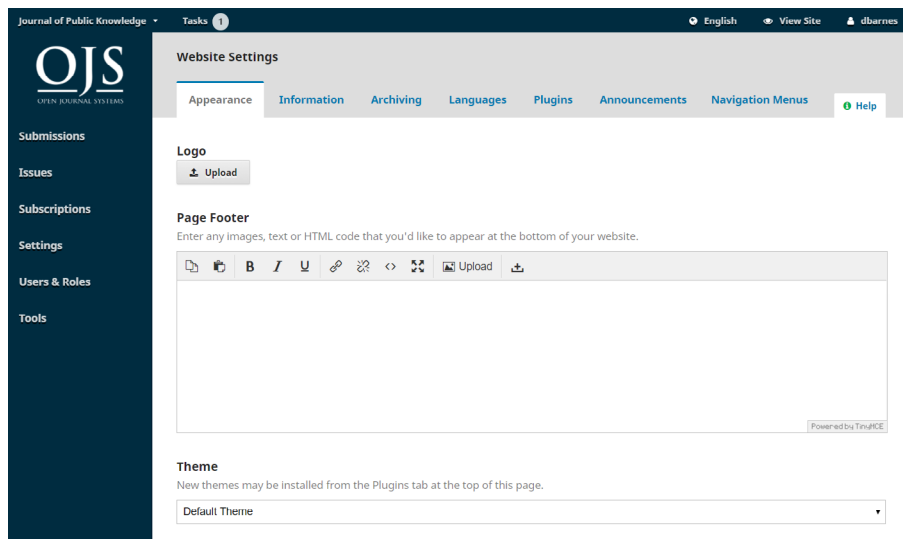 Journal of Public Knowledge
Tasks 1
English
View Site
dbarnes
OJS
OPEN JOURNAL SYSTEMS
Submissions
Issues
Subscriptions
Settings
Users & Roles
Tools
Website Settings
Appearance
Information
Archiving
Languages
Plugins
Announcements
Navigation Menus
Help
Logo
Upload
Page Footer
Enter any images, text or HTML code that you'd like to appear at the bottom of your website.
B I U Upload
Powered by TinyMCE
Theme
New themes may be installed from the Plugins tab at the top of this page.
Default Theme